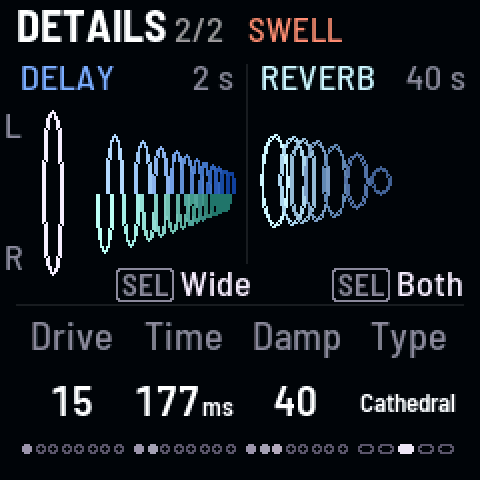 DETAILS 2/2 SWELL
DELAY 2 s REVERB 40 s
L
R
SEL Wide SEL Both
Drive Time Damp Type
15 177ms 40 Cathedral